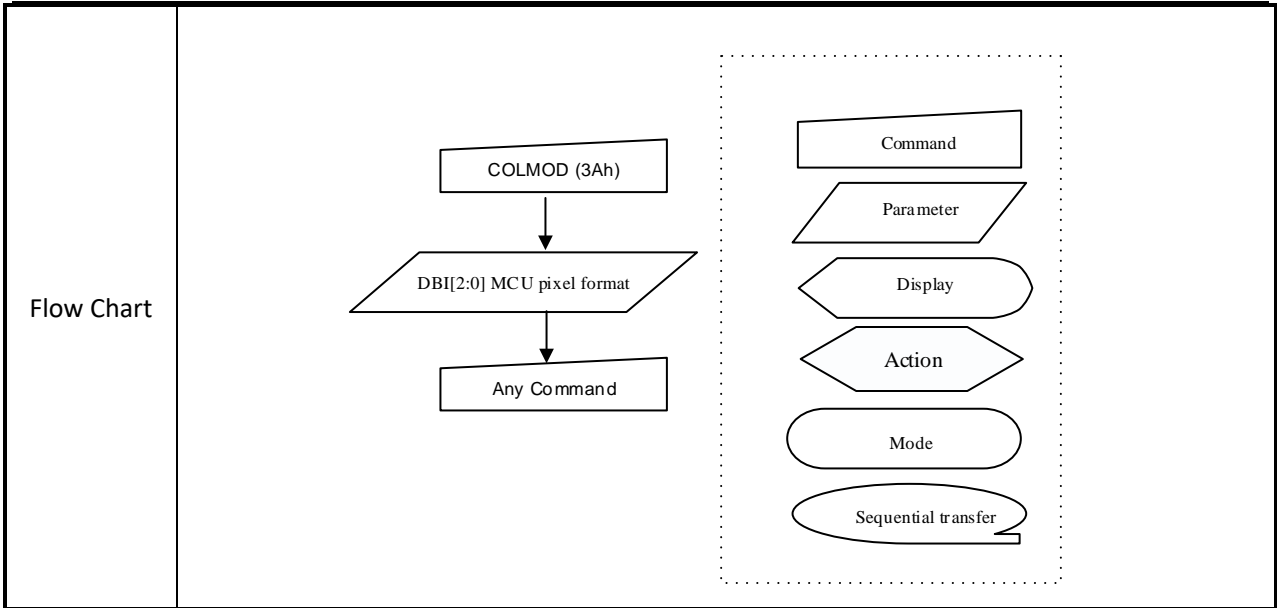 Flow Chart
COLMOD (3Ah)
DBI[2:0] MCU pixel format
Any Command
Command
Parameter
Display
Action
Mode
Sequential transfer